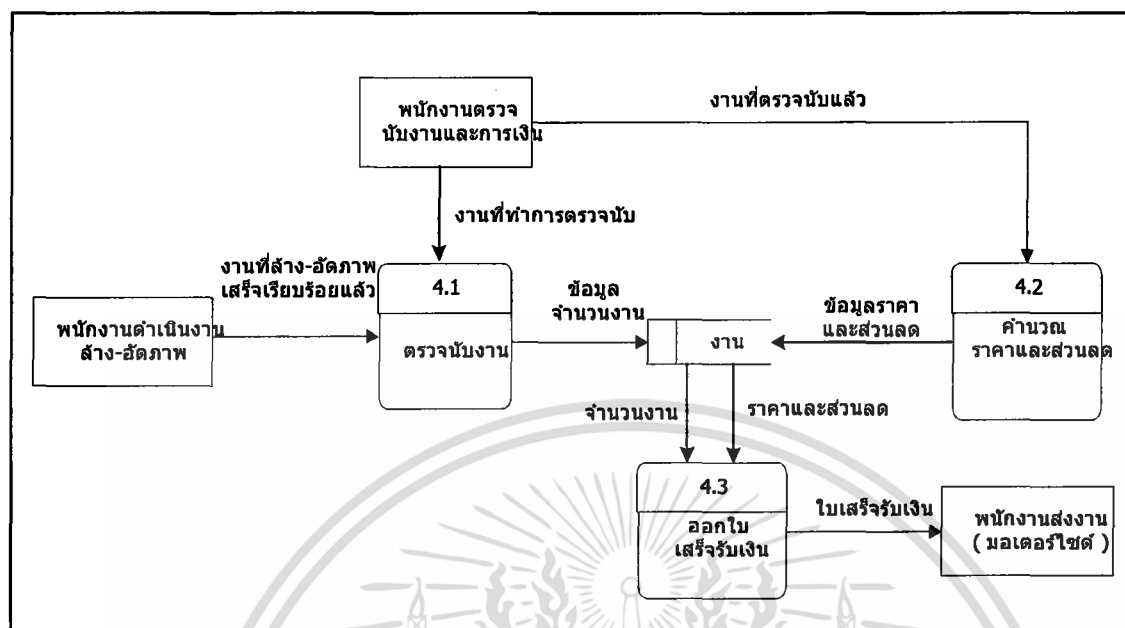 พนักงานตรวจ
นับงานและการเงิน
งานที่ตรวจนับแล้ว
งานที่ทำการตรวจนับ
งานที่ล้าง-อัดภาพ
เสร็จเรียบร้อยแล้ว
พนักงานดำเนินงาน
ล้าง-อัดภาพ
4.1
ตรวจนับงาน
ข้อมูล
จำนวนงาน
งาน
ข้อมูลราคา
และส่วนลด
4.2
คำนวณ
ราคาและส่วนลด
จำนวนงาน
ราคาและส่วนลด
4.3
ออกใบ
เสร็จรับเงิน
ใบเสร็จรับเงิน
พนักงานส่งงาน
( มอเตอร์ไซด์ )